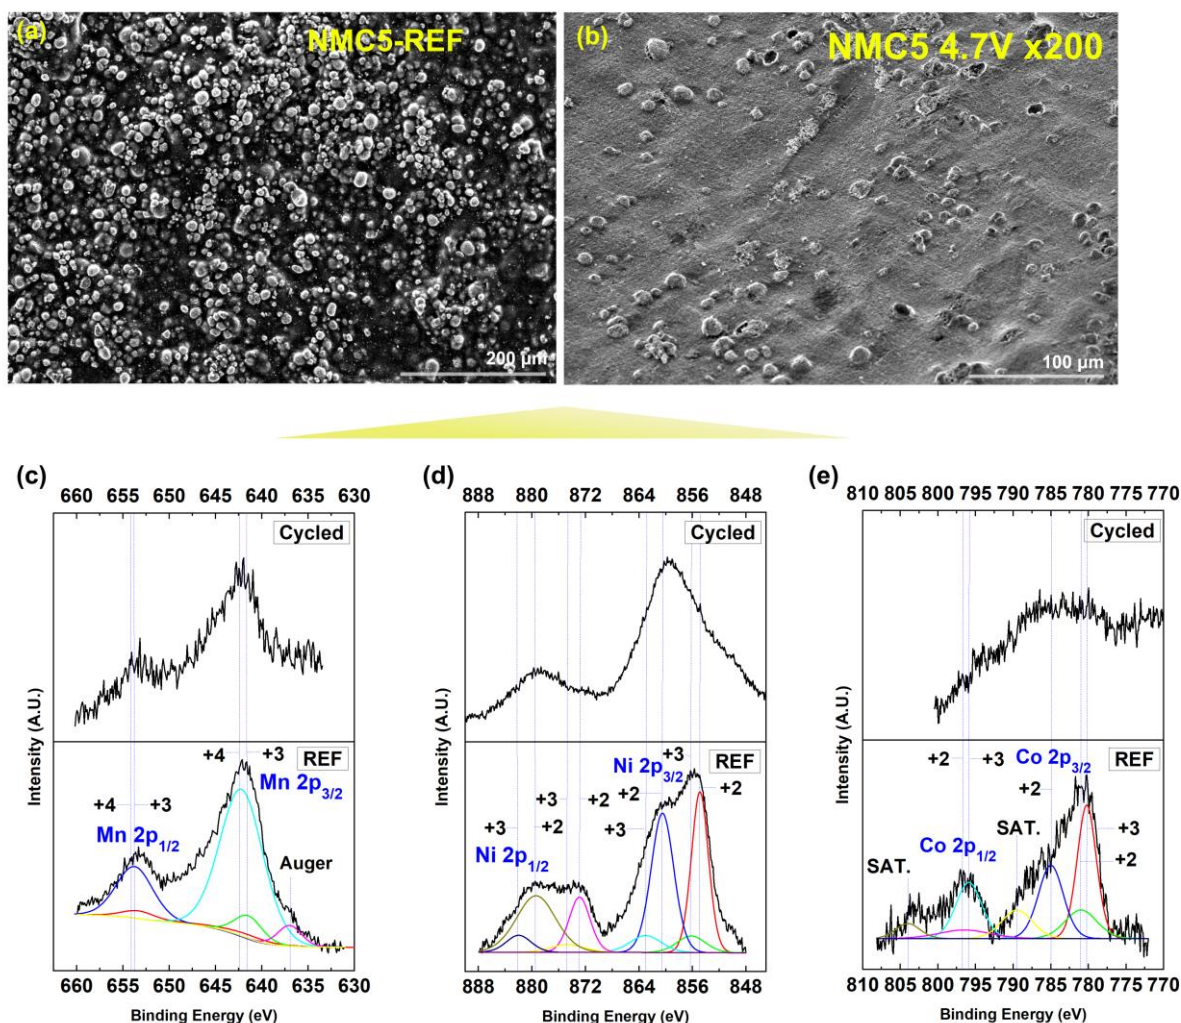 (a)
NMC5-REF
200 µm
(b)
NMC5 4.7V x200
100 µm
(c)
660 655 650 645 640 635 630
Cycled
+4 +3
REF
Mn 2p3/2
+4 +3
Mn 2p1/2
Auger
Intensity (A.U.)
660 655 650 645 640 635 630
Binding Energy (eV)
(d)
888 880 872 864 856 848
Cycled
+3
REF
Ni 2p3/2
+2
+2
+3
+2
+3
+2
+3
Ni 2p1/2
Intensity (A.U.)
888 880 872 864 856 848
Binding Energy (eV)
(e)
810 805 800 795 790 785 780 775 770
Cycled
+2 +3
Co 2p3/2
REF
+2
SAT.
+3
Co 2p1/2
+2
SAT.
Intensity (A.U.)
810 805 800 795 790 785 780 775 770
Binding Energy (eV)